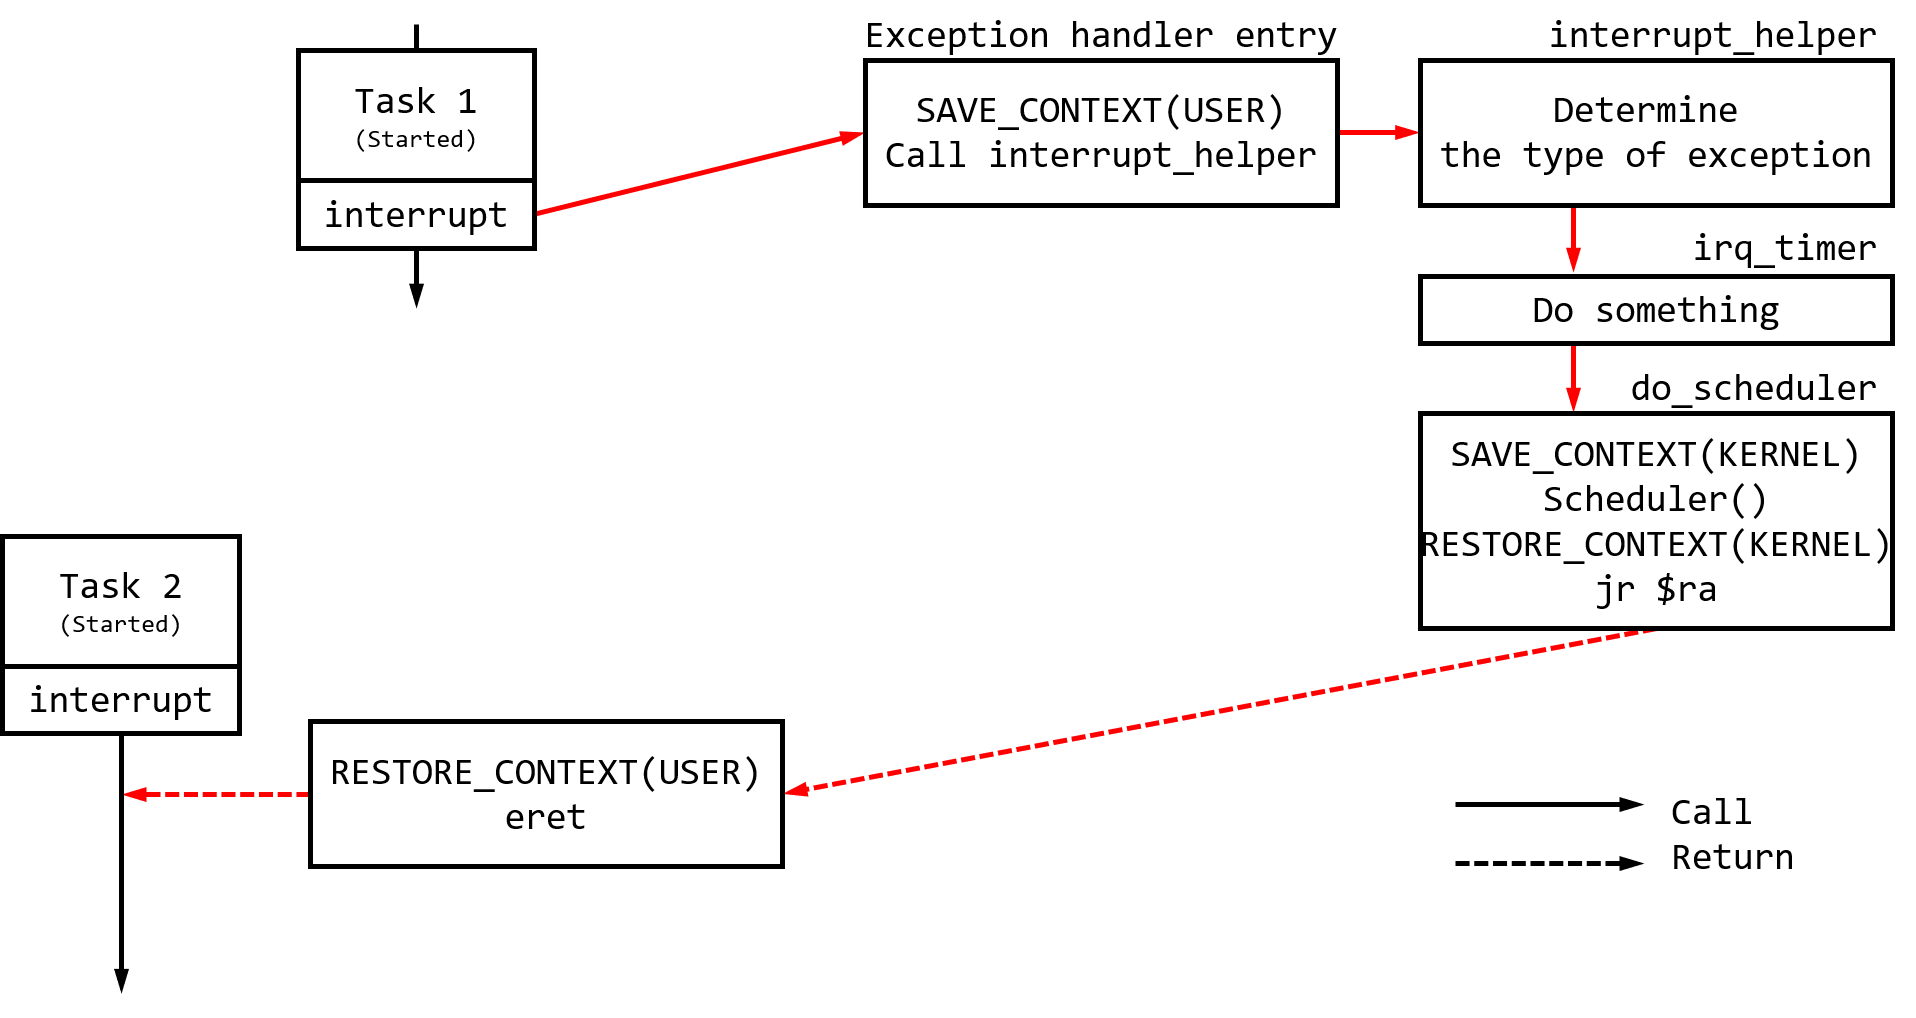 Task 1
(Started)
interrupt
Exception handler entry
SAVE_CONTEXT(USER)
Call interrupt_helper
interrupt_helper
Determine
the type of exception
irq_timer
Do something
do_scheduler
SAVE_CONTEXT(KERNEL)
Scheduler()
RESTORE_CONTEXT(KERNEL)
jr $ra
Task 2
(Started)
interrupt
RESTORE_CONTEXT(USER)
eret
Call
Return